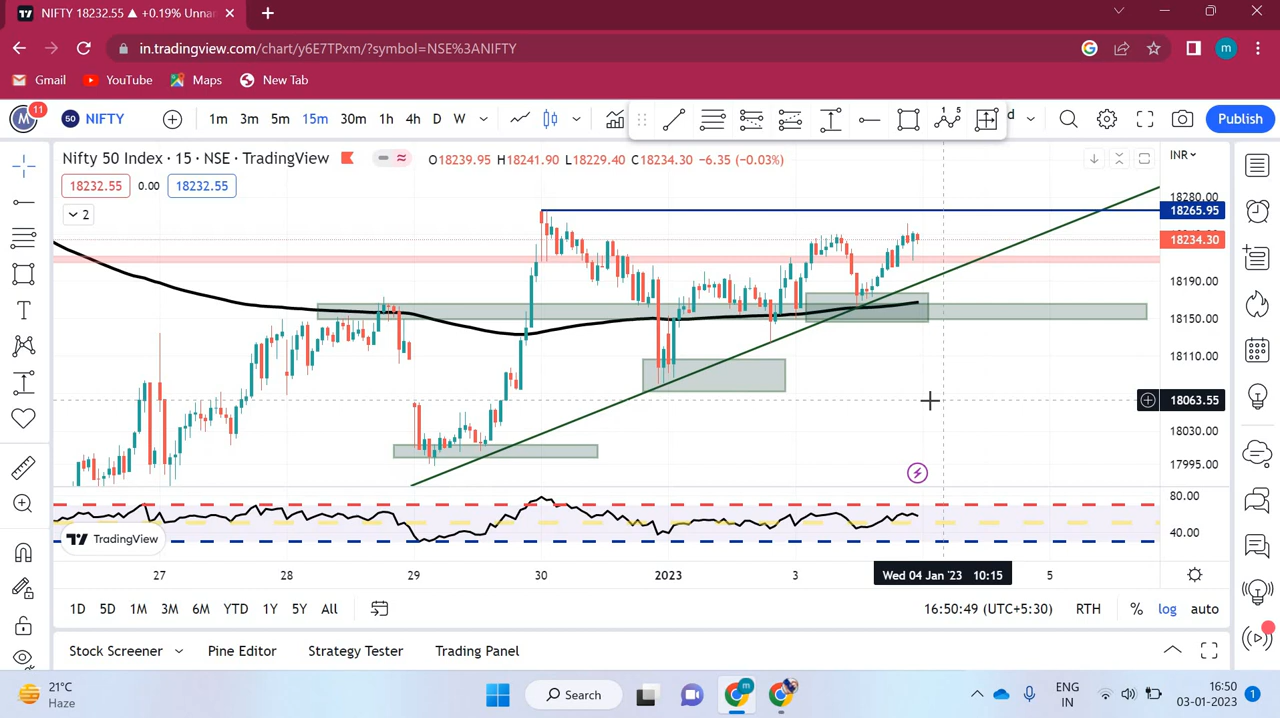 NIFTY 18232.55 ▲ +0.19% Unna
in.tradingview.com/chart/y6E7TPxm/?symbol=NSE%3ANIFTY
m
Gmail YouTube Maps New Tab
M 11 50 NIFTY 1m 3m 5m 15m 30m 1h 4h D W d Publish
Nifty 50 Index · 15 · NSE · TradingView O18239.95 H18241.90 L18229.40 C18234.30 −6.35 (−0.03%) INR
18232.55 0.00 18232.55
2
18280.00
18265.95
18234.30
18190.00
18150.00
18110.00
18063.55
18030.00
17995.00
80.00
40.00
TradingView
27 28 29 30 2023 3 Wed 04 Jan '23 10:15 5
1D 5D 1M 3M 6M YTD 1Y 5Y All 16:50:49 (UTC+5:30) RTH % log auto
Stock Screener Pine Editor Strategy Tester Trading Panel
21°C
Haze
Search
m
ENG
IN
16:50
03-01-2023
1